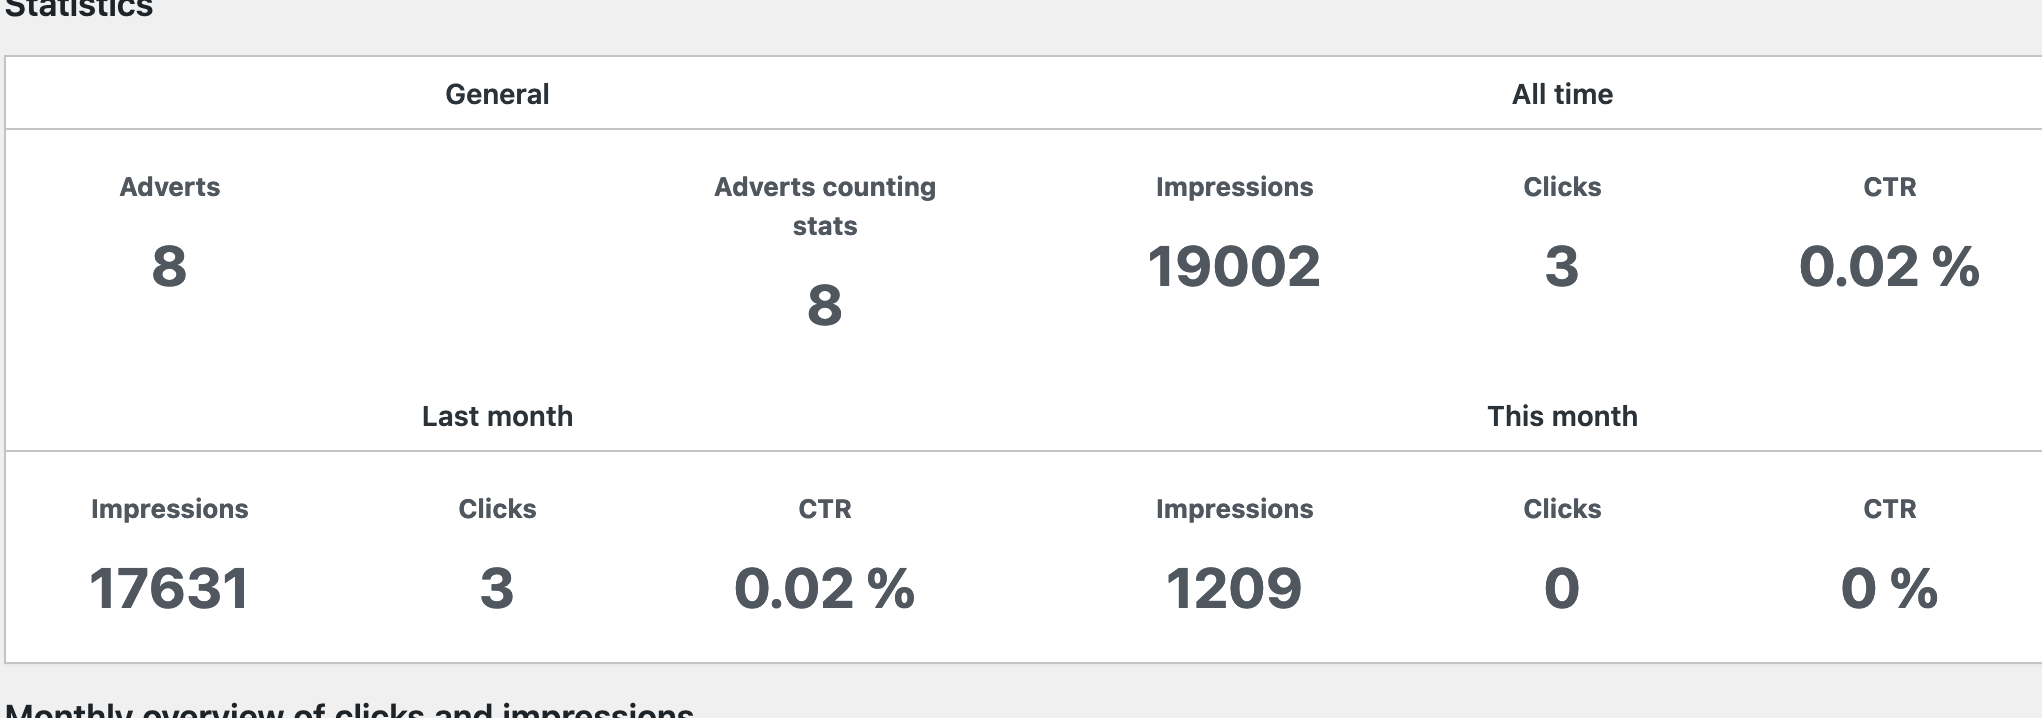 Statistics
General
Adverts
8
Adverts counting
stats
8
All time
Impressions
19002
Clicks
3
CTR
0.02 %
Last month
Impressions
17631
Clicks
3
CTR
0.02 %
This month
Impressions
1209
Clicks
0
CTR
0 %
Monthly overview of clicks and impressions